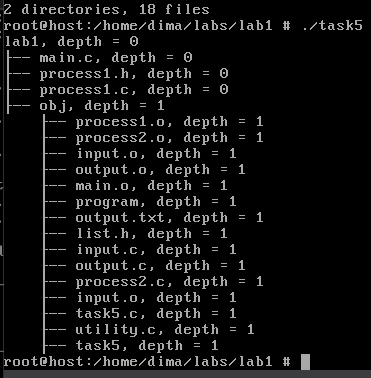 2 directories, 18 files
root@host:/home/dima/labs/lab1 # ./task5
lab1, depth = 0
├── main.c, depth = 0
├── process1.h, depth = 0
├── process1.c, depth = 0
├── obj, depth = 1
    ├── process1.o, depth = 1
    ├── process2.o, depth = 1
    ├── input.o, depth = 1
    ├── output.o, depth = 1
    ├── main.o, depth = 1
    ├── program, depth = 1
    ├── output.txt, depth = 1
    ├── list.h, depth = 1
    ├── input.c, depth = 1
    ├── output.c, depth = 1
    ├── process2.c, depth = 1
    ├── input.o, depth = 1
    ├── task5.c, depth = 1
    ├── utility.c, depth = 1
    ├── task5, depth = 1
root@host:/home/dima/labs/lab1 #